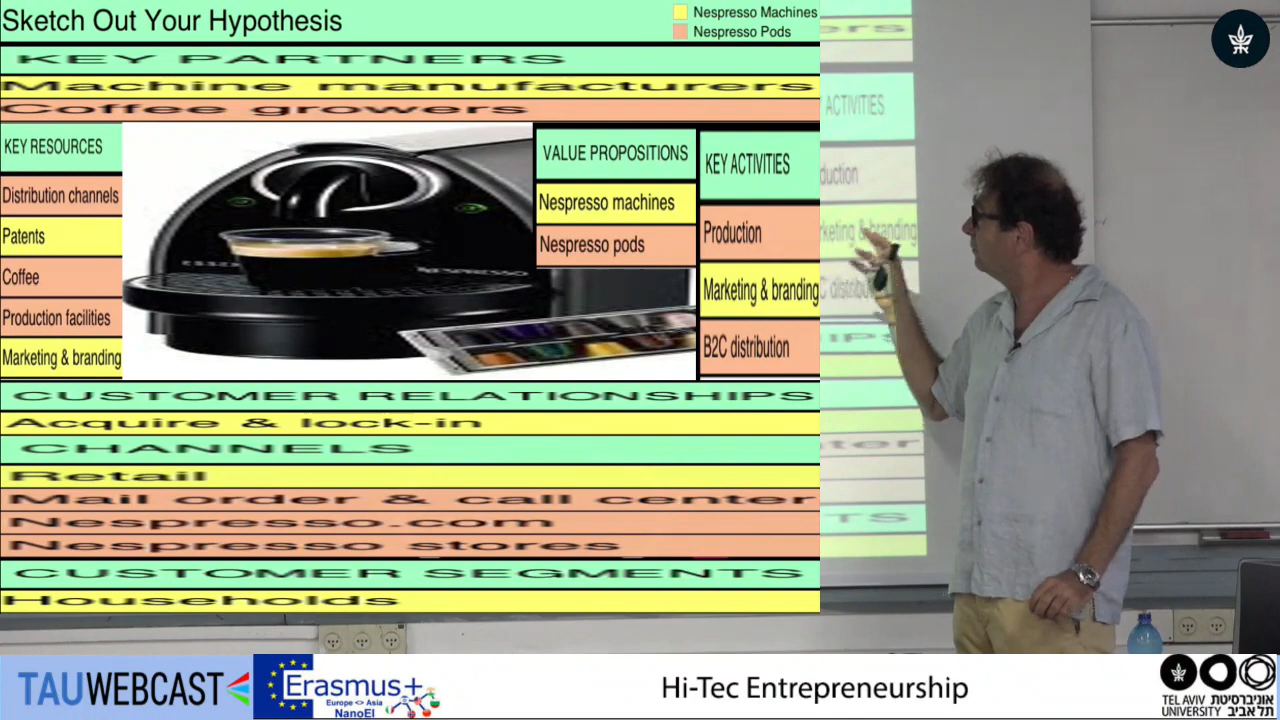 Sketch Out Your Hypothesis
Nespresso Machines
Nespresso Pods
KEY PARTNERS
Machine manufacturers
Coffee growers
KEY RESOURCES
Distribution channels
Patents
Coffee
Production facilities
Marketing & branding
NESPRESSO
VALUE PROPOSITIONS
Nespresso machines
Nespresso pods
KEY ACTIVITIES
Production
Marketing & branding
B2C distribution
CUSTOMER RELATIONSHIPS
Acquire & lock-in
CHANNELS
Retail
Mail order & call center
Nespresso.com
Nespresso stores
CUSTOMER SEGMENTS
Households
ACTIVITIES
TAUWEBCAST
Erasmus+
Europe <> Asia
NanoEl
Hi-Tec Entrepreneurship
TEL AVIV אוניברסיטת
UNIVERSITY תל אביב